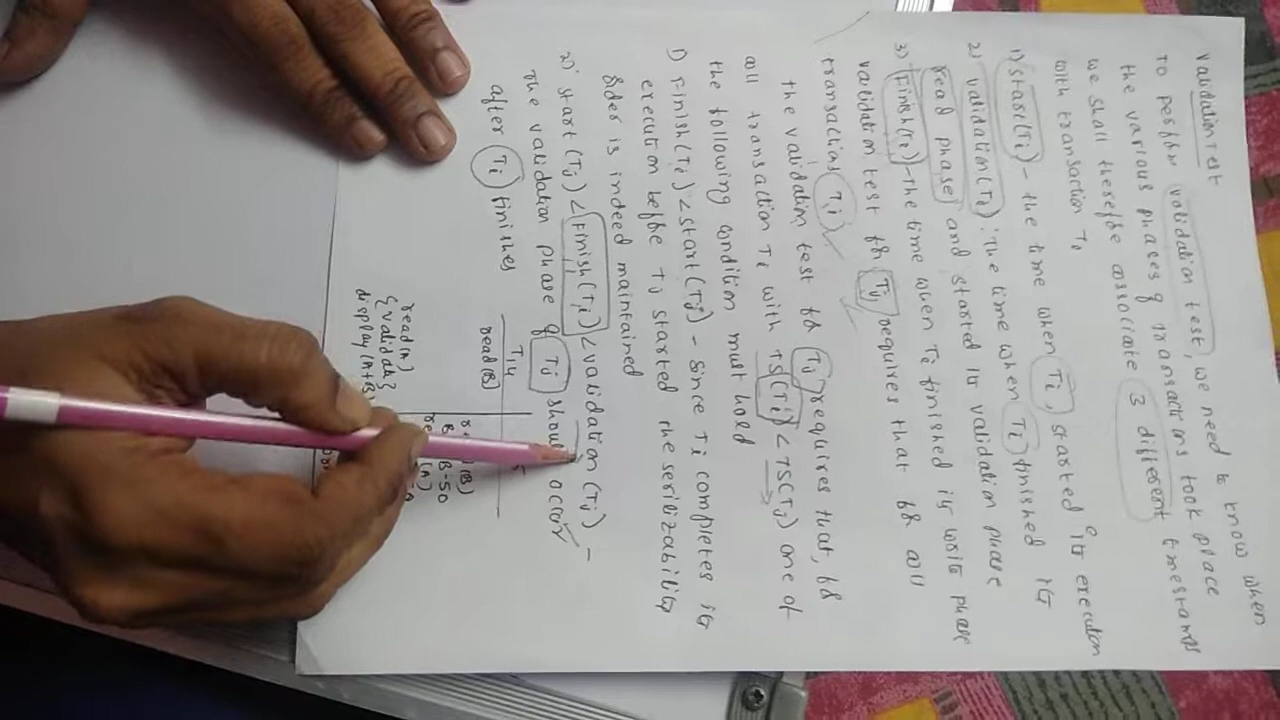 Validation Test
To perform validation test, we need to know when
the various phases of transactions took place
we shall therefore associate 3 different timestamps
with transaction Ti
1) Start(Ti) - the time when Ti started its execution
2) validation(Ti): The time when Ti finished its
read phase and started its validation phase
3) Finish(Ti) - the time when Ti finished its write phase
validation test for Tj requires that for all
transaction Ti
the validation test for Tj requires that, for
all transaction Ti with TS(Ti) < TS(Tj) one of
the following condition must hold
1) Finish(Ti) < start(Tj) - since Ti completes its
execution before Tj started the serilizability
order is indeed maintained
2) start(Tj) < Finish(Ti) < validation(Tj) -
The validation phase of Tj should occur
after Ti finishes
T14
read(B)
read(B)
B-50
read(A)
{validate}
display(A+B)